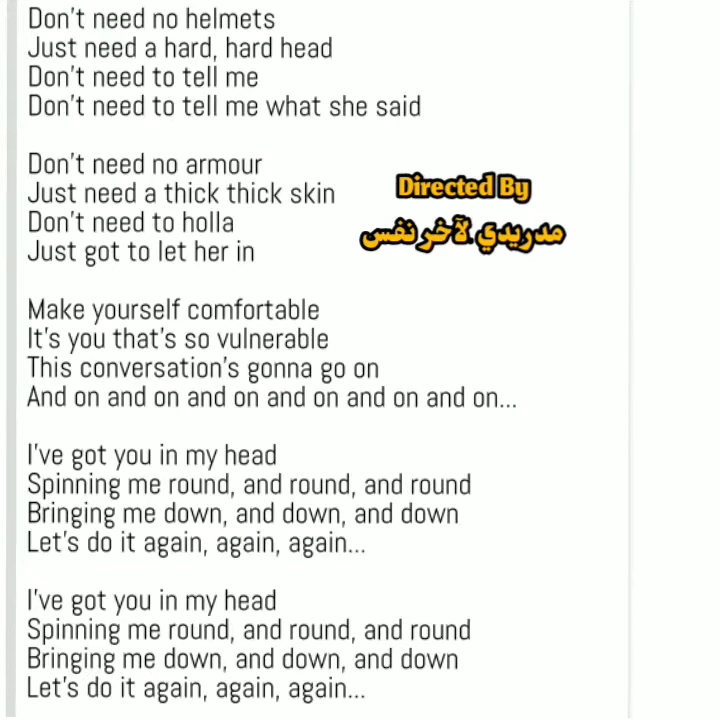 Don't need no helmets
Just need a hard, hard head
Don't need to tell me
Don't need to tell me what she said
Don't need no armour
Just need a thick thick skin
Don't need to holla
Just got to let her in
Directed By
مدريدي لآخر نفس
Make yourself comfortable
It's you that's so vulnerable
This conversation's gonna go on
And on and on and on and on and on and on...
I've got you in my head
Spinning me round, and round, and round
Bringing me down, and down, and down
Let's do it again, again, again...
I've got you in my head
Spinning me round, and round, and round
Bringing me down, and down, and down
Let's do it again, again, again...